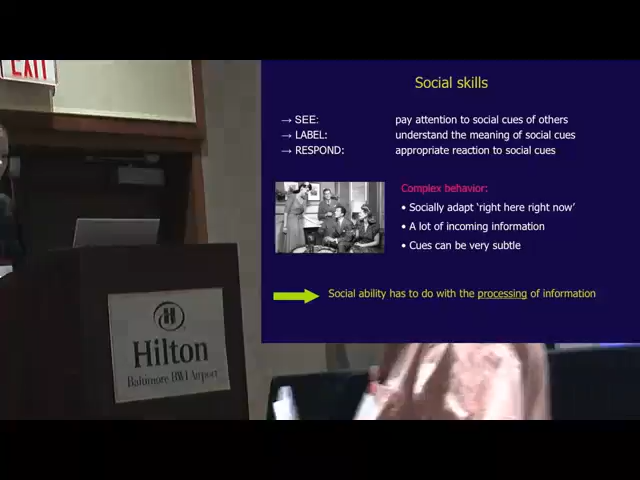 EXIT
Social skills
→ SEE: pay attention to social cues of others
→ LABEL: understand the meaning of social cues
→ RESPOND: appropriate reaction to social cues
Complex behavior:
• Socially adapt ‘right here right now’
• A lot of incoming information
• Cues can be very subtle
Social ability has to do with the processing of information
H
Hilton
Baltimore BWI Airport